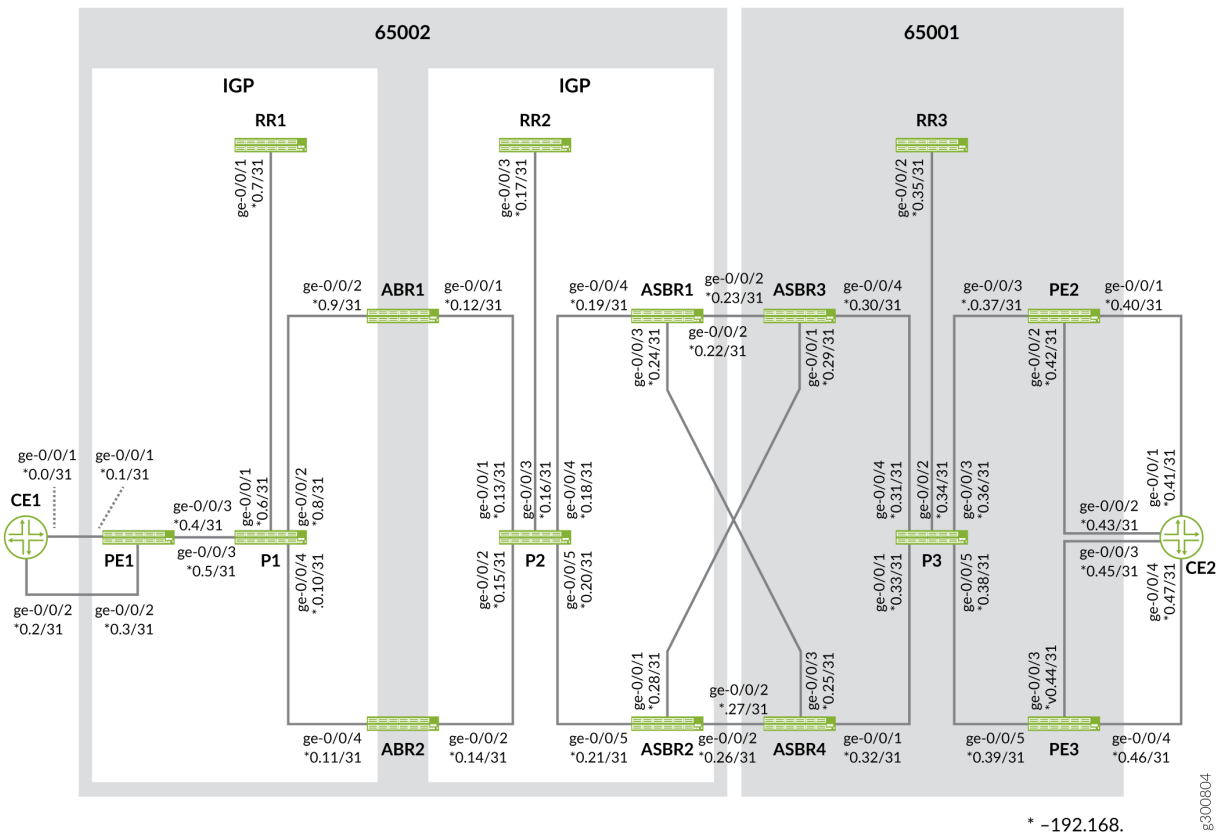 65002
65001
IGP
IGP
RR1
RR2
RR3
ge-0/0/1
*0.7/31
ge-0/0/3
*0.17/31
ge-0/0/2
*0.35/31
ge-0/0/2
*0.9/31
ABR1
ge-0/0/1
*0.12/31
ge-0/0/4
*0.19/31
ASBR1
ge-0/0/2
*0.23/31
ASBR3
ge-0/0/4
*0.30/31
ge-0/0/3
*.0.37/31
PE2
ge-0/0/1
*0.40/31
ge-0/0/3
*0.24/31
ge-0/0/2
*0.22/31
ge-0/0/1
*0.29/31
ge-0/0/2
*0.42/31
ge-0/0/1
*0.0/31
ge-0/0/1
*0.1/31
CE1
ge-0/0/3
*0.4/31
ge-0/0/1
*0.6/31
ge-0/0/2
*0.8/31
ge-0/0/1
*0.13/31
ge-0/0/3
*0.16/31
ge-0/0/4
*0.18/31
ge-0/0/4
*0.31/31
ge-0/0/2
*0.34/31
ge-0/0/3
*0.36/31
ge-0/0/1
*0.41/31
ge-0/0/2
*0.43/31
PE1
ge-0/0/3
*0.5/31
P1
ge-0/0/4
*.0.10/31
ge-0/0/2
*0.15/31
P2
ge-0/0/5
*0.20/31
ge-0/0/1
*0.33/31
P3
ge-0/0/5
*0.38/31
ge-0/0/3
*0.45/31
CE2
ge-0/0/4
*0.47/31
ge-0/0/2
*0.2/31
ge-0/0/2
*0.3/31
ge-0/0/1
*0.28/31
ge-0/0/2
*.27/31
ge-0/0/3
*0.25/31
ge-0/0/3
*v0.44/31
ge-0/0/4
*0.11/31
ABR2
ge-0/0/2
*0.14/31
ge-0/0/5
*0.21/31
ASBR2
ge-0/0/2
*0.26/31
ASBR4
ge-0/0/1
*0.32/31
ge-0/0/5
*0.39/31
PE3
ge-0/0/4
*0.46/31
* –192.168.
g300804